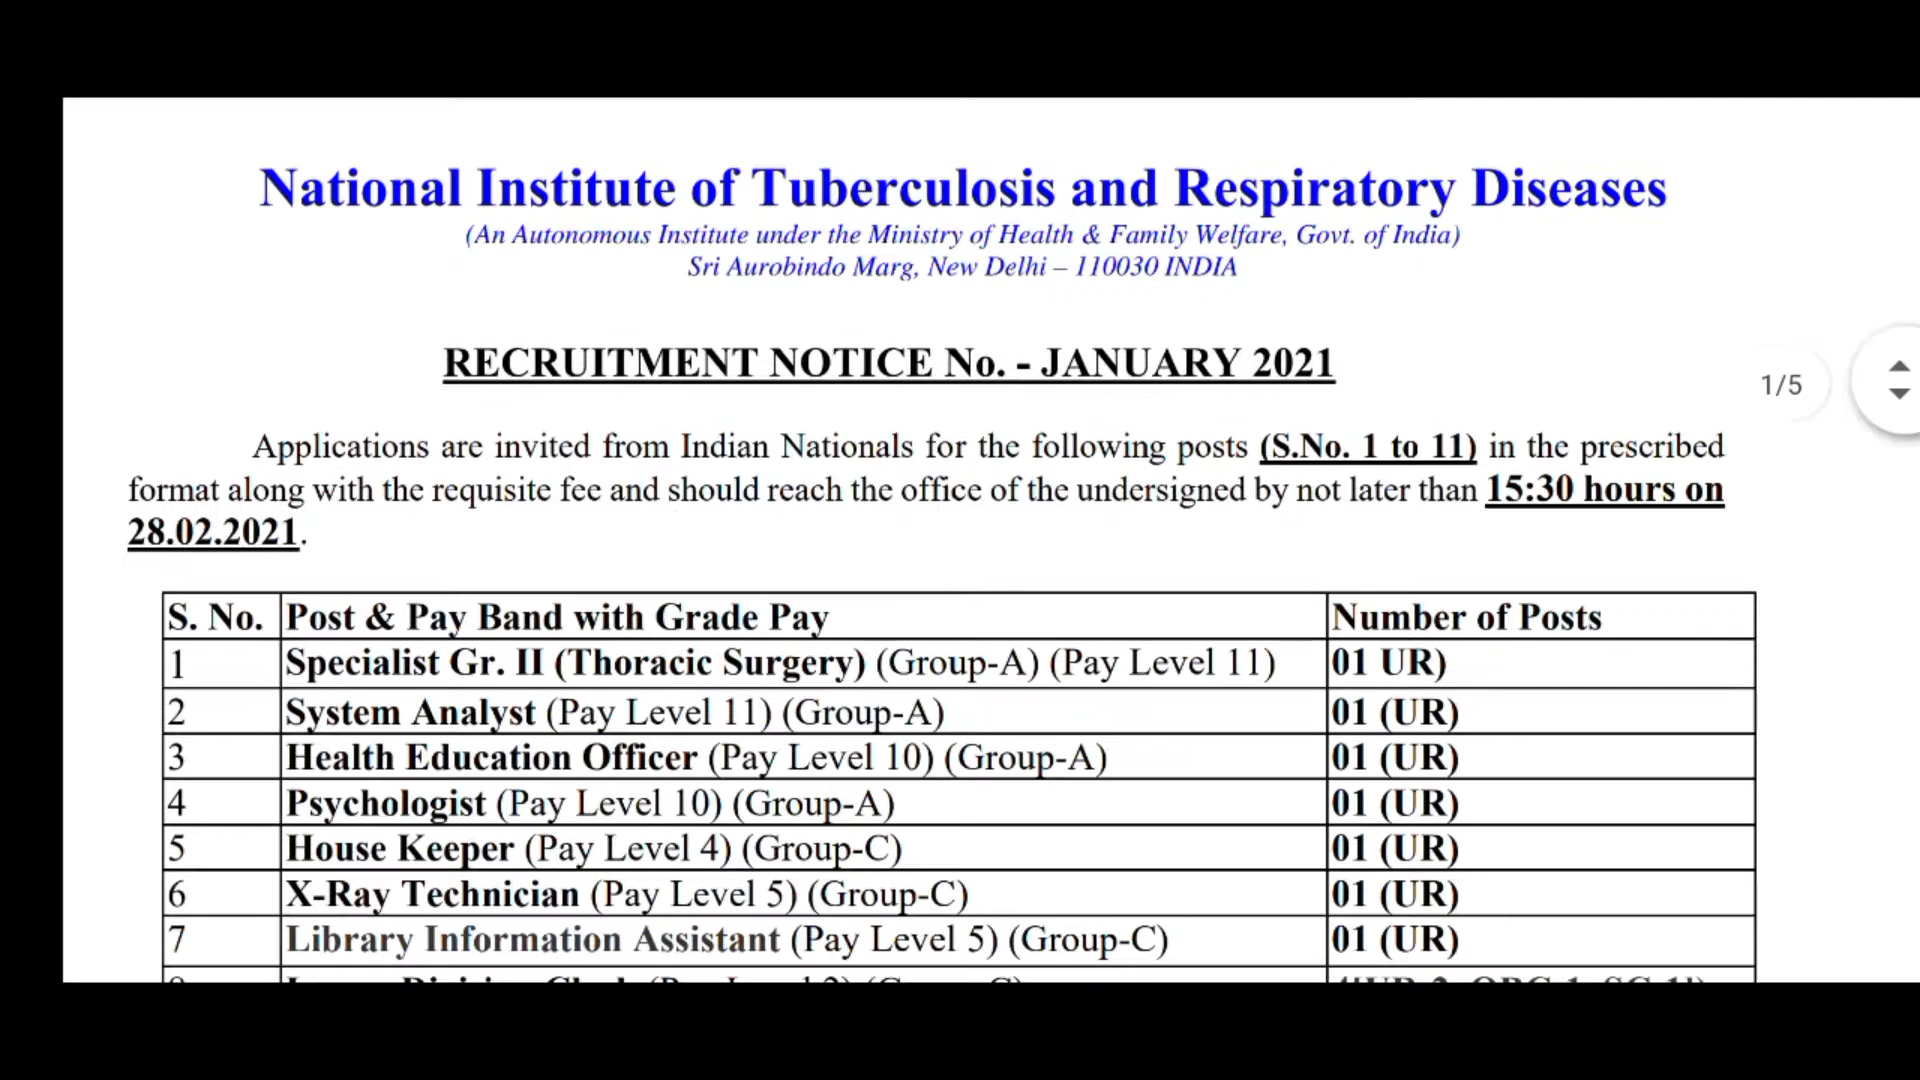 National Institute of Tuberculosis and Respiratory Diseases
(An Autonomous Institute under the Ministry of Health & Family Welfare, Govt. of India)
Sri Aurobindo Marg, New Delhi – 110030 INDIA
RECRUITMENT NOTICE No. - JANUARY 2021
1/5
Applications are invited from Indian Nationals for the following posts (S.No. 1 to 11) in the prescribed
format along with the requisite fee and should reach the office of the undersigned by not later than 15:30 hours on
28.02.2021.
S. No. Post & Pay Band with Grade Pay Number of Posts
1 Specialist Gr. II (Thoracic Surgery) (Group-A) (Pay Level 11) 01 UR)
2 System Analyst (Pay Level 11) (Group-A) 01 (UR)
3 Health Education Officer (Pay Level 10) (Group-A) 01 (UR)
4 Psychologist (Pay Level 10) (Group-A) 01 (UR)
5 House Keeper (Pay Level 4) (Group-C) 01 (UR)
6 X-Ray Technician (Pay Level 5) (Group-C) 01 (UR)
7 Library Information Assistant (Pay Level 5) (Group-C) 01 (UR)